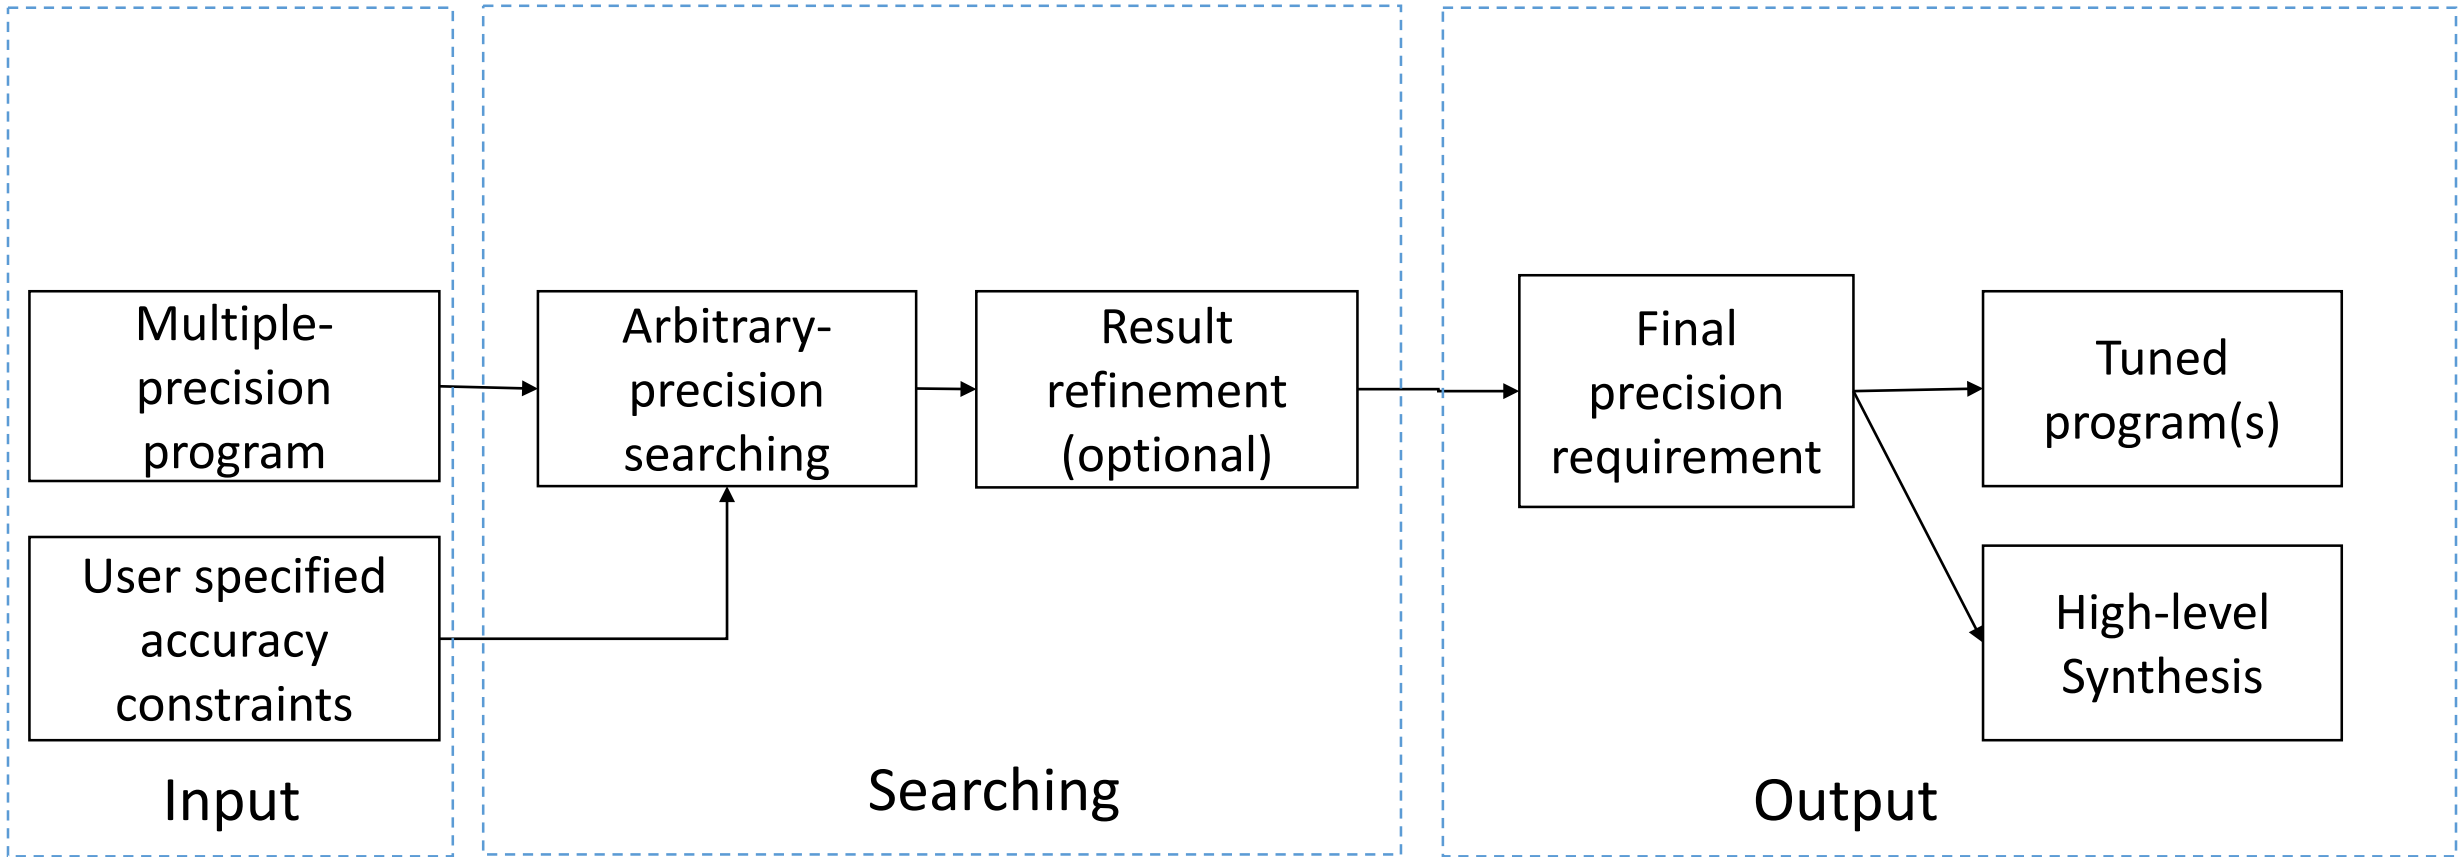 Multiple-
precision
program
User specified
accuracy
constraints
Input
Arbitrary-
precision
searching
Result
refinement
(optional)
Searching
Final
precision
requirement
Tuned
program(s)
High-level
Synthesis
Output